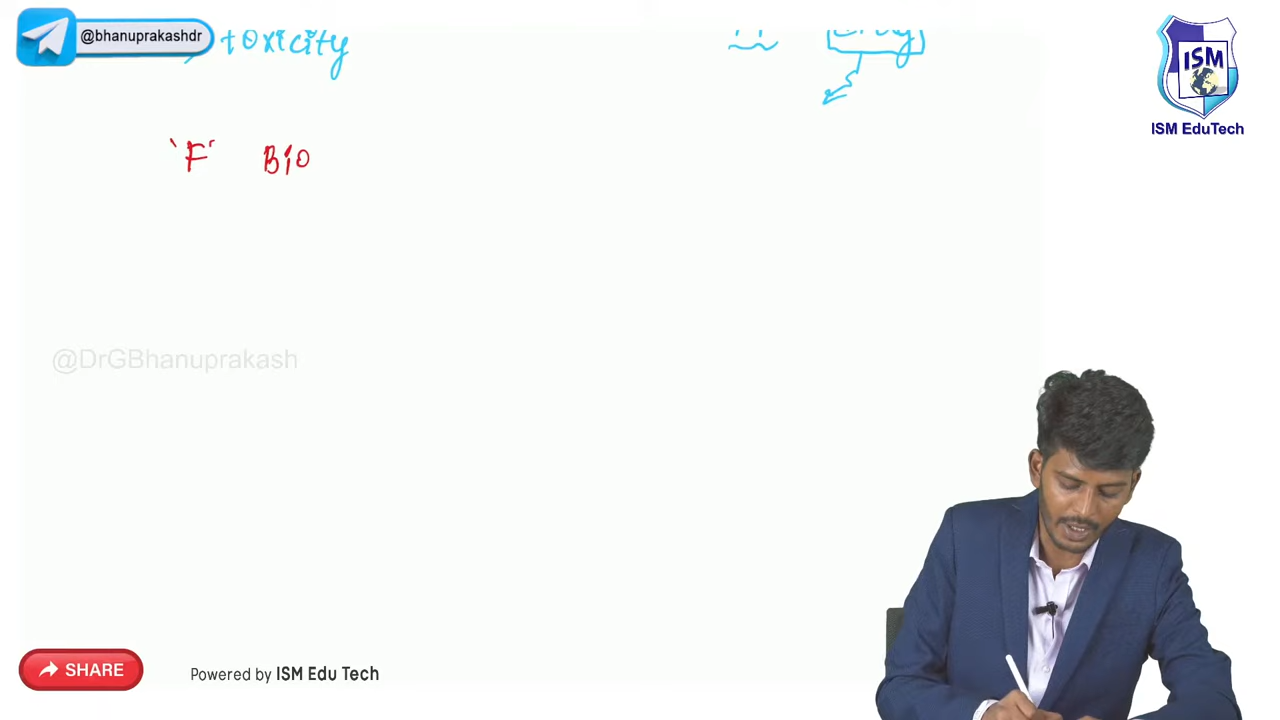 @bhanuprakashdr
toxicity
ISM
ISM EduTech
'F' Bio
@DrGBhanuprakash
SHARE
Powered by ISM Edu Tech